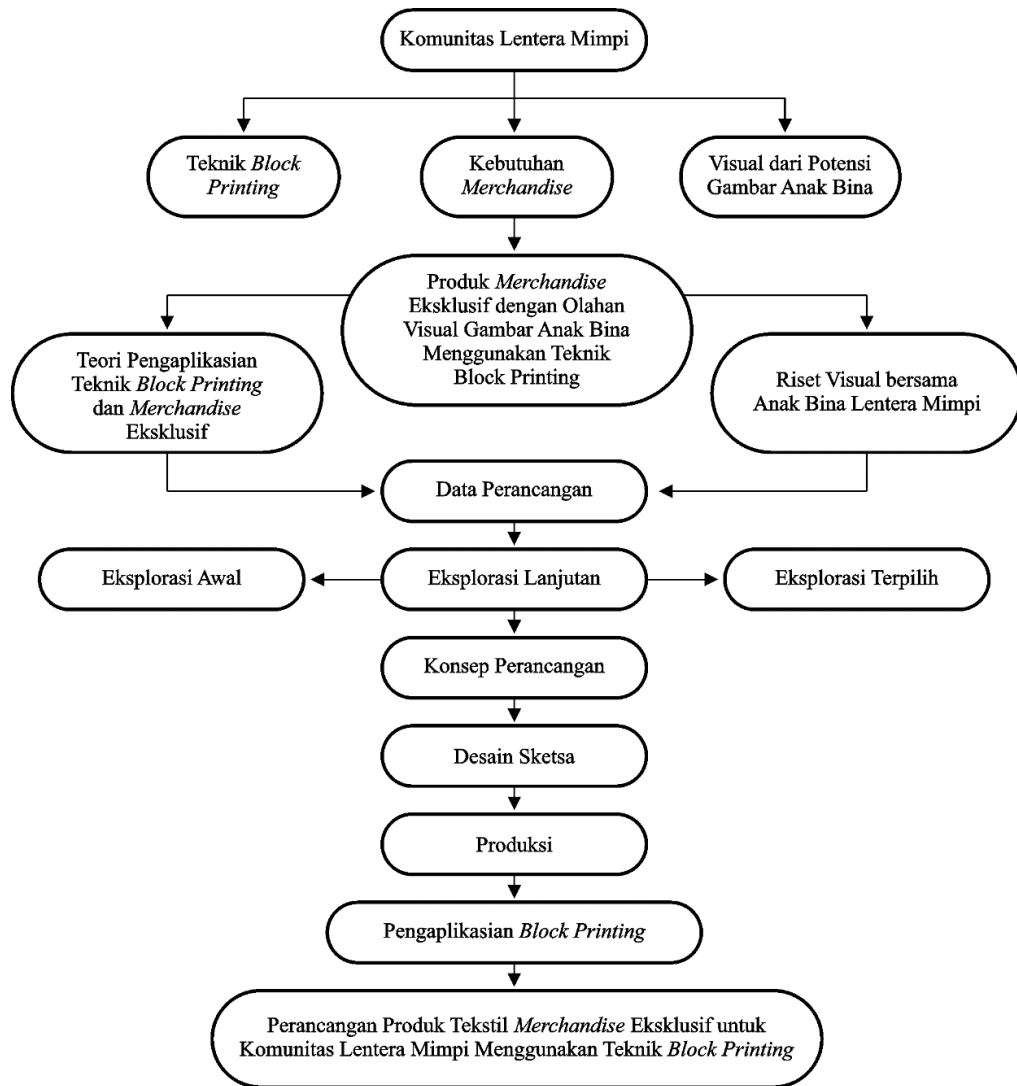 Komunitas Lentera Mimpi
Teknik Block
Printing
Kebutuhan
Merchandise
Visual dari Potensi
Gambar Anak Bina
Produk Merchandise
Eksklusif dengan Olahan
Visual Gambar Anak Bina
Menggunakan Teknik
Block Printing
Teori Pengaplikasian
Teknik Block Printing
dan Merchandise
Eksklusif
Riset Visual bersama
Anak Bina Lentera Mimpi
Data Perancangan
Eksplorasi Awal
Eksplorasi Lanjutan
Eksplorasi Terpilih
Konsep Perancangan
Desain Sketsa
Produksi
Pengaplikasian Block Printing
Perancangan Produk Tekstil Merchandise Eksklusif untuk
Komunitas Lentera Mimpi Menggunakan Teknik Block Printing